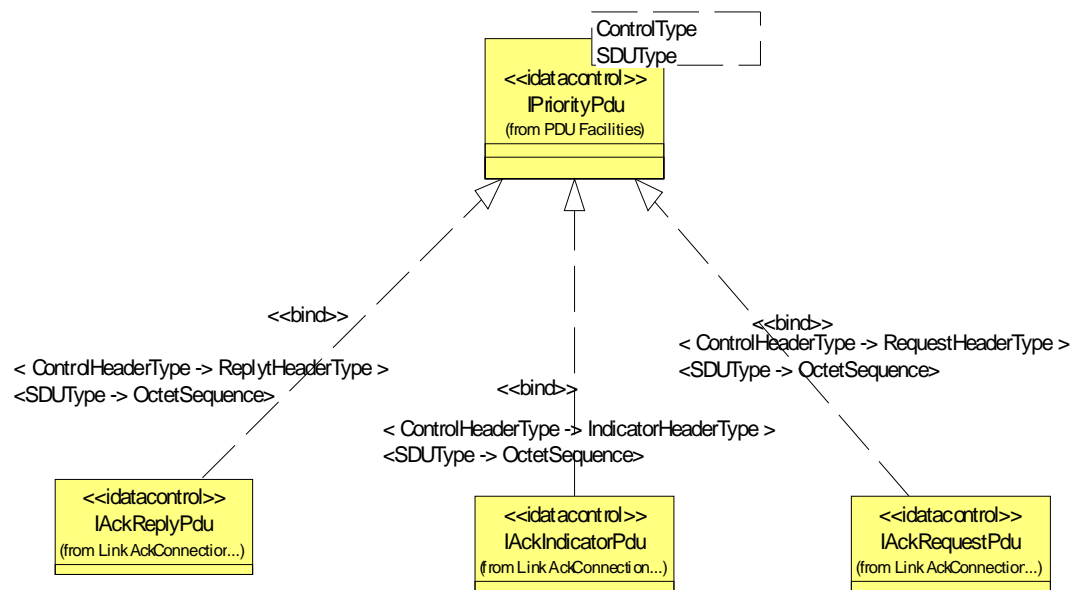 ControlType
SDUType
<<idatacontrol>>
IPriorityPdu
(from PDU Facilities)
<<bind>>
< ControlHeaderType -> ReplytHeaderType >
<SDUType -> OctetSequence>
<<bind>>
< ControlHeaderType -> IndicatorHeaderType >
<SDUType -> OctetSequence>
<<bind>>
< ControlHeaderType -> RequestHeaderType >
<SDUType -> OctetSequence>
<<idatacontrol>>
IAckReplyPdu
(from Link AckConnection...)
<<idatacontrol>>
IAckIndicatorPdu
(from Link AckConnection...)
<<idatacontrol>>
IAckRequestPdu
(from Link AckConnection...)